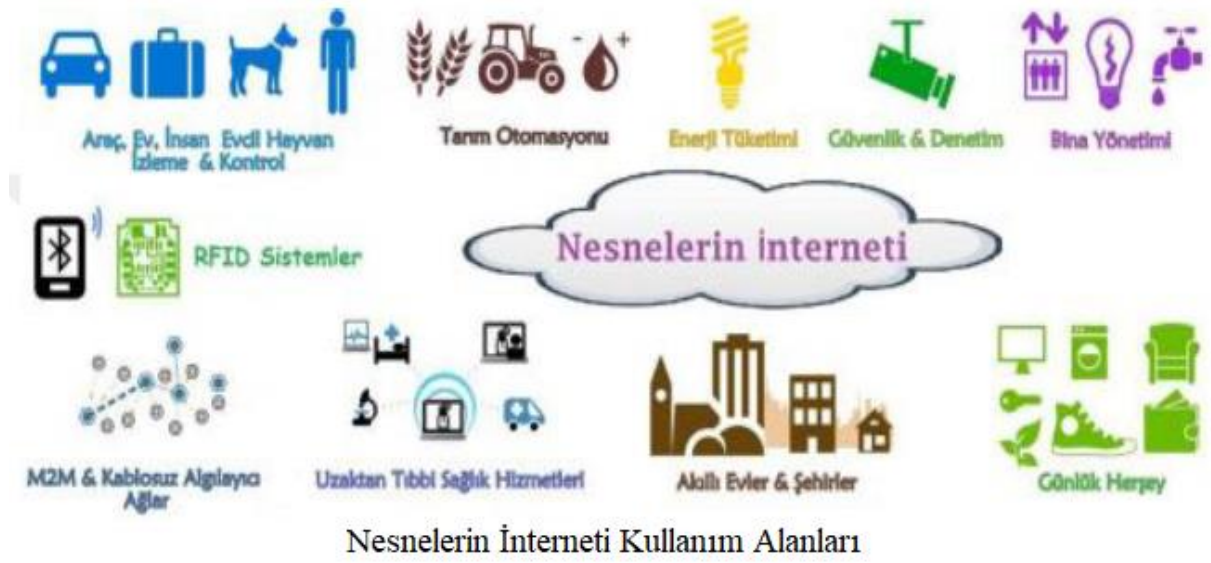 Araç, Ev, İnsan Evcil Hayvan
İzleme & Kontrol
Tarım Otomasyonu
Enerji Tüketimi
Güvenlik & Denetim
Bina Yönetimi
RFID Sistemler
Nesnelerin İnterneti
M2M & Kablosuz Algılayıcı
Ağlar
Uzaktan Tıbbi Sağlık Hizmetleri
Akıllı Evler & Şehirler
Günlük Herşey
Nesnelerin İnterneti Kullanım Alanları